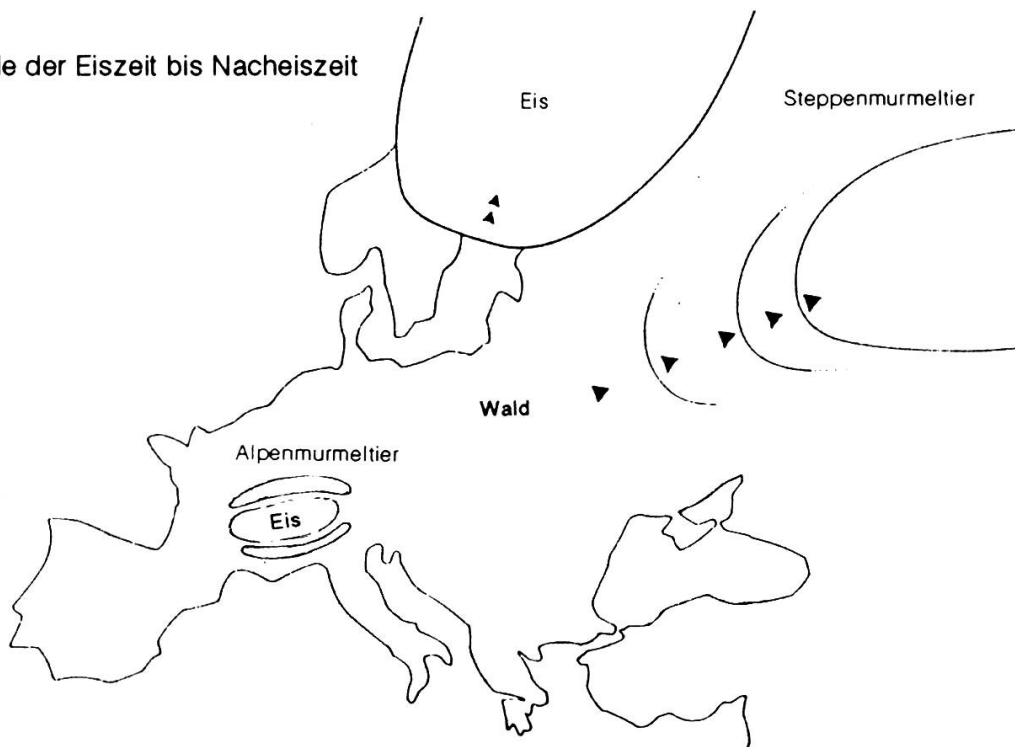 der Eiszeit bis Nacheiszeit
Eis
Steppenmurmeltier
Wald
Alpenmurmeltier
Eis